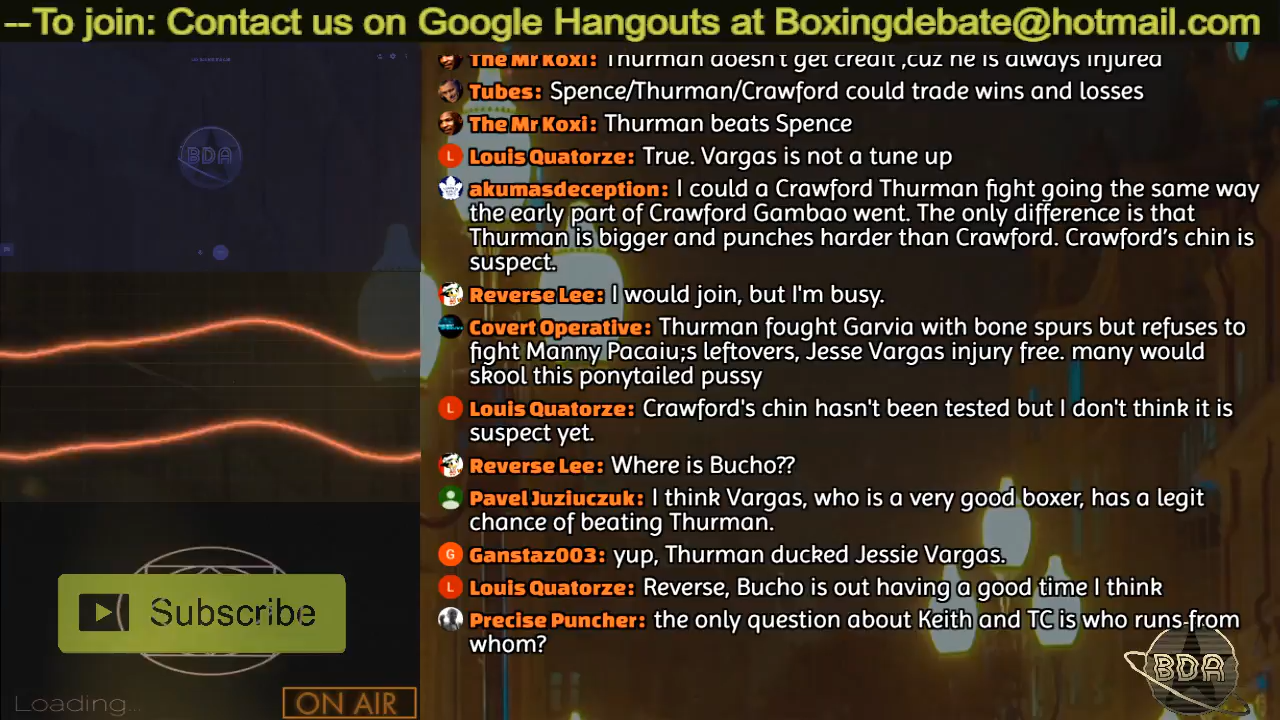 --To join: Contact us on Google Hangouts at Boxingdebate@hotmail.com
The Mr Koxi: Thurman doesn't get credit ,cuz he is always injured
Tubes: Spence/Thurman/Crawford could trade wins and losses
The Mr Koxi: Thurman beats Spence
L Louis Quatorze: True. Vargas is not a tune up
akumasdeception: I could a Crawford Thurman fight going the same way
the early part of Crawford Gambao went. The only difference is that
Thurman is bigger and punches harder than Crawford. Crawford's chin is
suspect.
Reverse Lee: I would join, but I'm busy.
Covert Operative: Thurman fought Garvia with bone spurs but refuses to
fight Manny Pacaiu;s leftovers, Jesse Vargas injury free. many would
skool this ponytailed pussy
L Louis Quatorze: Crawford's chin hasn't been tested but I don't think it is
suspect yet.
Reverse Lee: Where is Bucho??
Pavel Juziuczuk: I think Vargas, who is a very good boxer, has a legit
chance of beating Thurman.
G Ganstaz003: yup, Thurman ducked Jessie Vargas.
L Louis Quatorze: Reverse, Bucho is out having a good time I think
Precise Puncher: the only question about Keith and TC is who runs from
whom?
BDA
Subscribe
Loading...
ON AIR
BDA